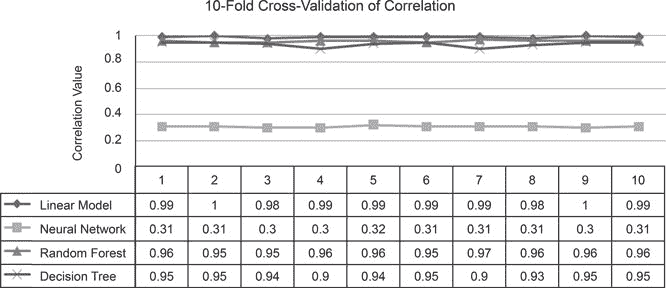 10-Fold Cross-Validation of Correlation
Correlation Value
1
0.8
0.6
0.4
0.2
0
1 2 3 4 5 6 7 8 9 10
Linear Model 0.99 1 0.98 0.99 0.99 0.99 0.99 0.98 1 0.99
Neural Network 0.31 0.31 0.3 0.3 0.32 0.31 0.31 0.31 0.3 0.31
Random Forest 0.96 0.95 0.95 0.96 0.96 0.95 0.97 0.96 0.96 0.96
Decision Tree 0.95 0.95 0.94 0.9 0.94 0.95 0.9 0.93 0.95 0.95